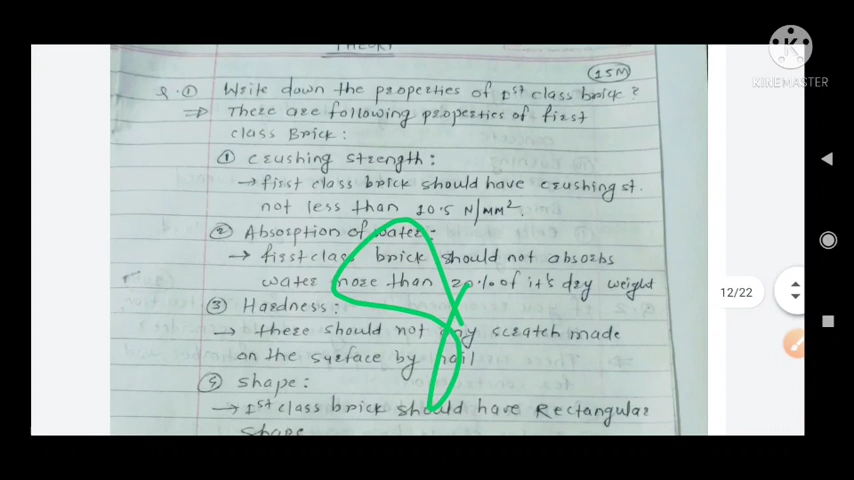 THEORY
KINEMASTER
15M
Q.① Write down the properties of 1st class brick?
⇒ There are following properties of first
class Brick:
① crushing strength:
→ first class brick should have crushing st.
not less than 10.5 N/MM².
② Absorption of water:
→ first class brick should not absorbs
water more than 20% of it's dry weight
③ Hardness:
→ there should not any scratch made
on the surface by nail
④ shape:
→ 1st class brick should have Rectangular
shape
12/22